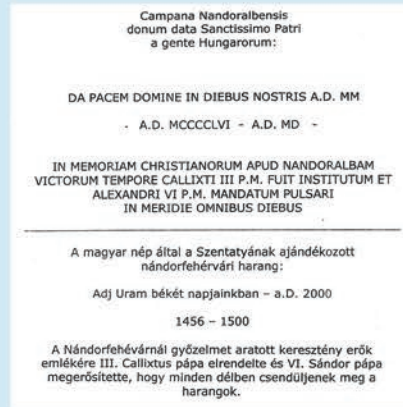 Campana Nandoralbensis
donum data Sanctissimo Patri
a gente Hungarorum:
DA PACEM DOMINE IN DIEBUS NOSTRIS A.D. MM
- A.D. MCCCCLVI - A.D. MD -
IN MEMORIAM CHRISTIANORUM APUD NANDORALBAM
VICTORUM TEMPORE CALLIXTI III P.M. FUIT INSTITUTUM ET
ALEXANDRI VI P.M. MANDATUM PULSARI
IN MERIDIE OMNIBUS DIEBUS
A magyar nép által a Szentatyának ajándékozott
nándorfehérvári harang:
Adj Uram békét napjainkban – a.D. 2000
1456 – 1500
A Nándorfehévárnál győzelmet aratott keresztény erők
emlékére III. Callixtus pápa elrendelte és VI. Sándor pápa
megerősítette, hogy minden délben csendüljenek meg a
harangok.